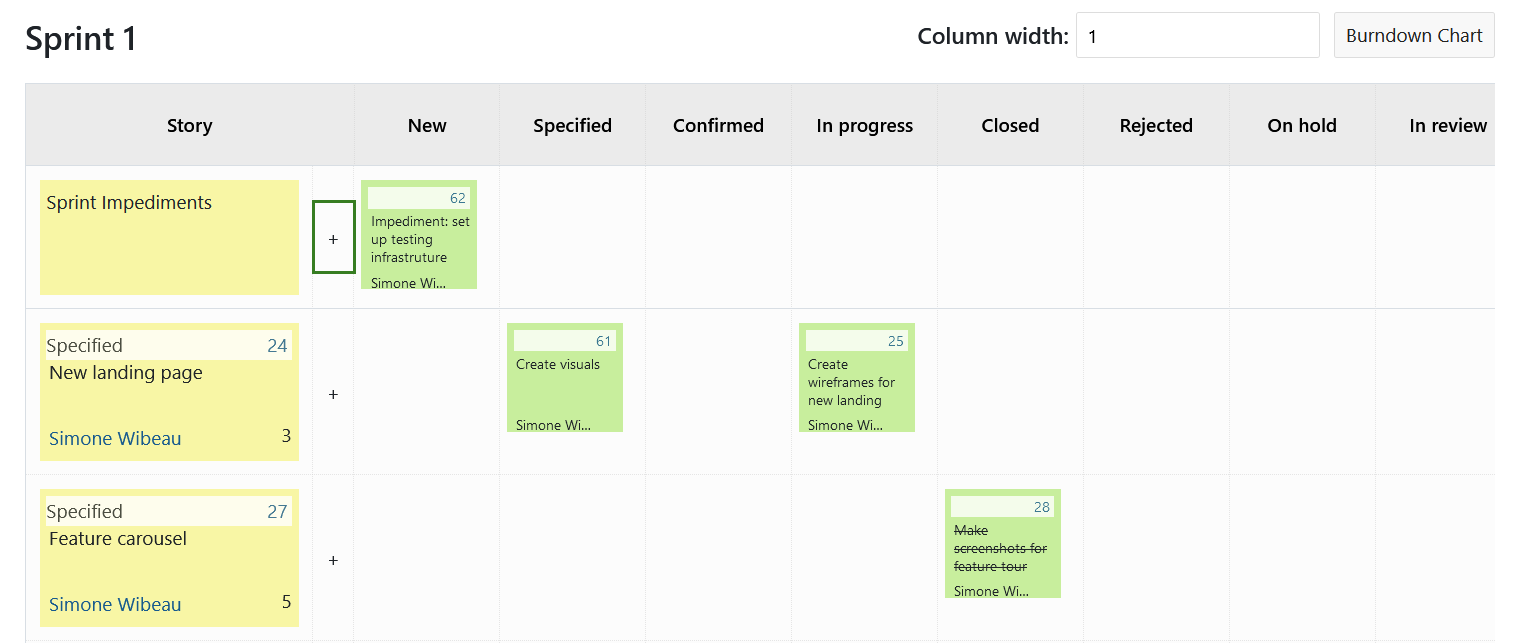 Sprint 1
Column width: 1 Burndown Chart
Story New Specified Confirmed In progress Closed Rejected On hold In review
Sprint Impediments
+
62
Impediment: set
up testing
infrastruture
Simone Wi...
Specified 24
New landing page
Simone Wibeau 3
+
61
Create visuals
Simone Wi...
25
Create
wireframes for
new landing
Simone Wi...
Specified 27
Feature carousel
Simone Wibeau 5
+
28
Make
screenshots for
feature tour
Simone Wi...